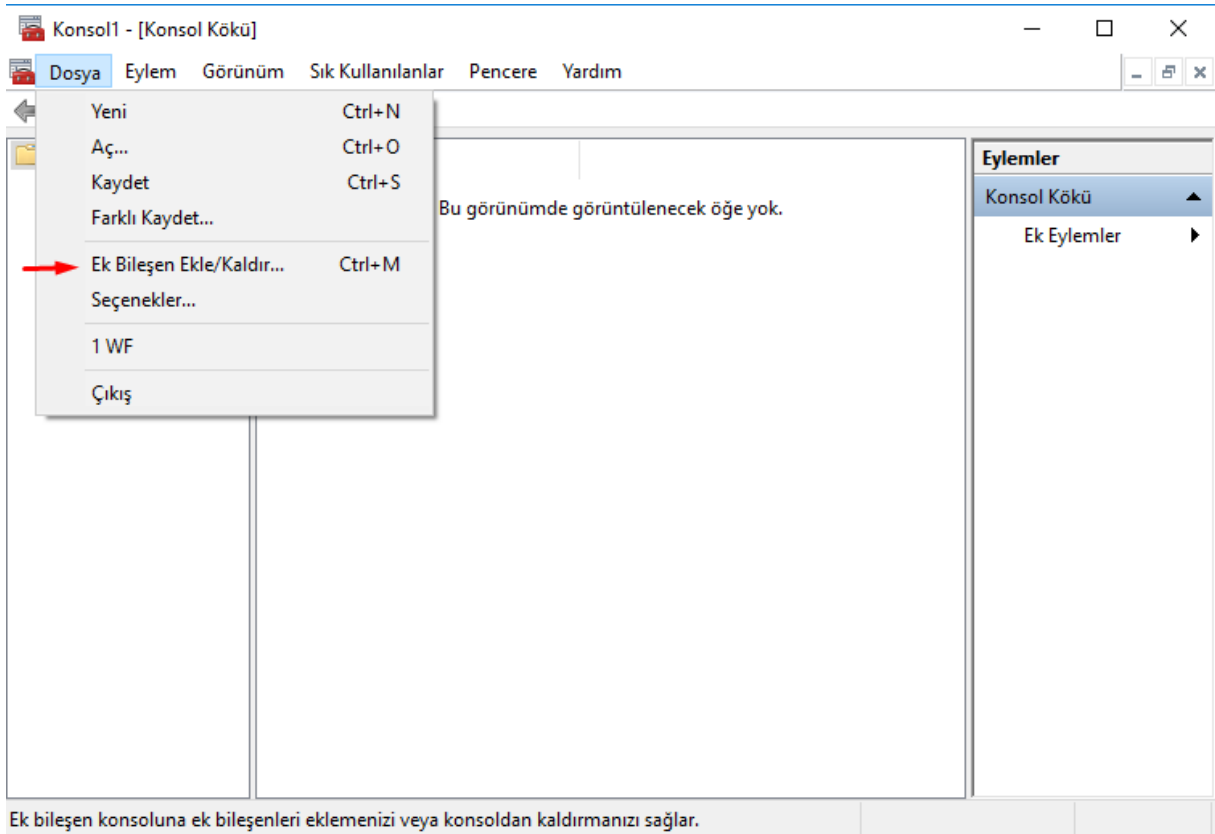 Konsol1 - [Konsol Kökü]
Dosya Eylem Görünüm Sık Kullanılanlar Pencere Yardım
Yeni Ctrl+N
Aç... Ctrl+O
Kaydet Ctrl+S
Farklı Kaydet...
Ek Bileşen Ekle/Kaldır... Ctrl+M
Seçenekler...
1 WF
Çıkış
Bu görünümde görüntülenecek öğe yok.
Eylemler
Konsol Kökü
Ek Eylemler
Ek bileşen konsoluna ek bileşenleri eklemenizi veya konsoldan kaldırmanızı sağlar.